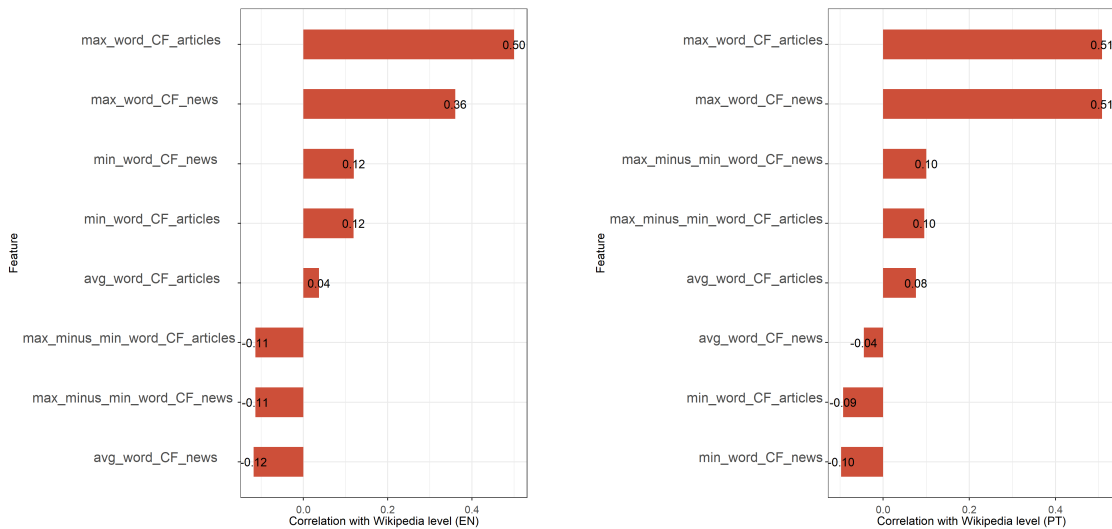 max_word_CF_articles
max_word_CF_news
min_word_CF_news
min_word_CF_articles
avg_word_CF_articles
max_minus_min_word_CF_articles
max_minus_min_word_CF_news
avg_word_CF_news
Feature
0.50
0.36
0.12
0.12
0.04
-0.11
-0.11
-0.12
0.0
0.2
0.4
Correlation with Wikipedia level (EN)
max_word_CF_articles
max_word_CF_news
max_minus_min_word_CF_news
max_minus_min_word_CF_articles
avg_word_CF_articles
avg_word_CF_news
min_word_CF_articles
min_word_CF_news
Feature
0.51
0.51
0.10
0.10
0.08
-0.04
-0.09
-0.10
0.0
0.2
0.4
Correlation with Wikipedia level (PT)